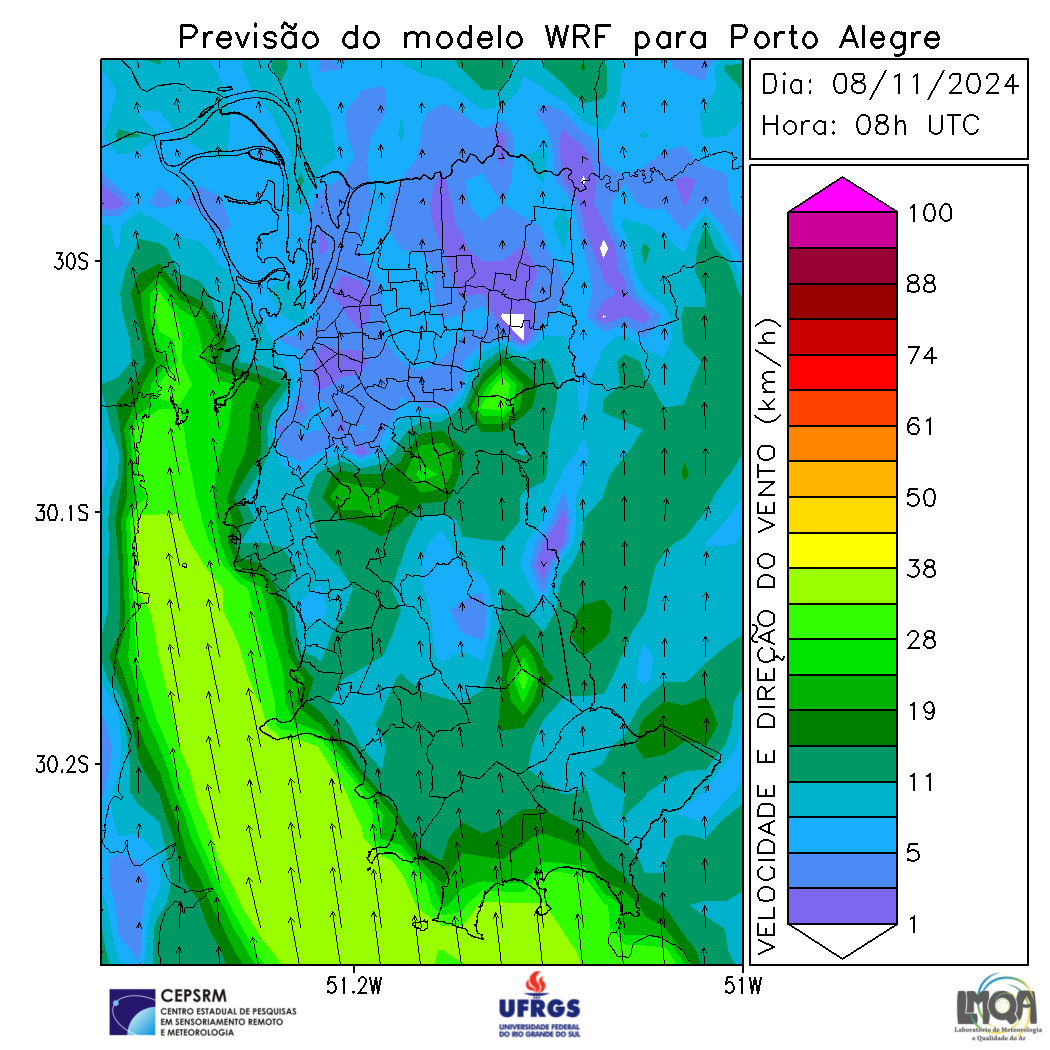 Previsão do modelo WRF para Porto Alegre
Dia: 08/11/2024
Hora: 08h UTC
30S
30.1S
30.2S
51.2W
51W
VELOCIDADE E DIREÇÃO DO VENTO (km/h)
100
88
74
61
50
38
28
19
11
5
1
CEPSRM
CENTRO ESTADUAL DE PESQUISAS
EM SENSORIAMENTO REMOTO
E METEOROLOGIA
UFRGS
UNIVERSIDADE FEDERAL
DO RIO GRANDE DO SUL
LMQA
Laboratório de Meteorologia
e Qualidade do Ar